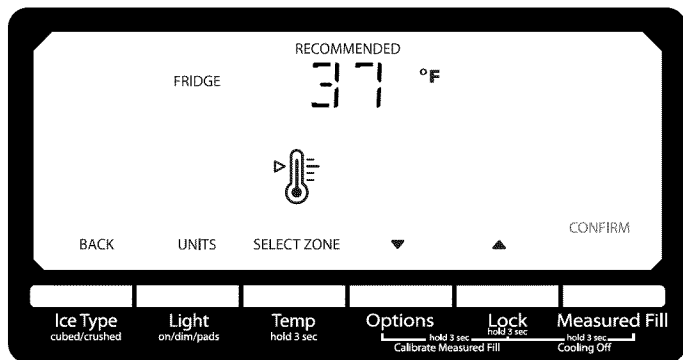 RECOMMENDED
FRIDGE 37 °F
BACK UNITS SELECT ZONE ▼ ▲ CONFIRM
Ice Type Light Temp Options Lock Measured Fill
cubed/crushed on/dim/pads hold 3 sec hold 3 sec hold 3 sec hold 3 sec
Calibrate Measured Fill Cooling Off